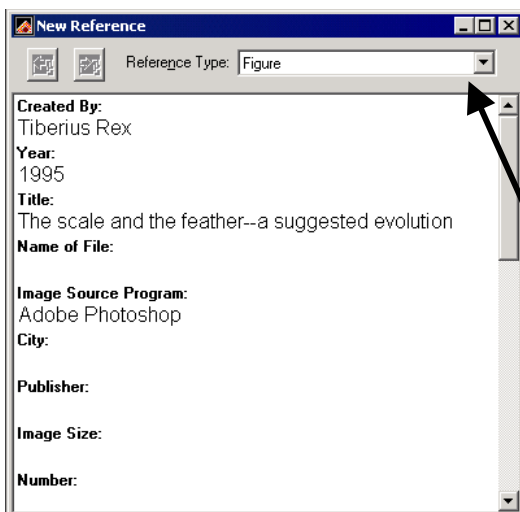 New Reference
Reference Type: Figure
Created By:
Tiberius Rex
Year:
1995
Title:
The scale and the feather--a suggested evolution
Name of File:
Image Source Program:
Adobe Photoshop
City:
Publisher:
Image Size:
Number: